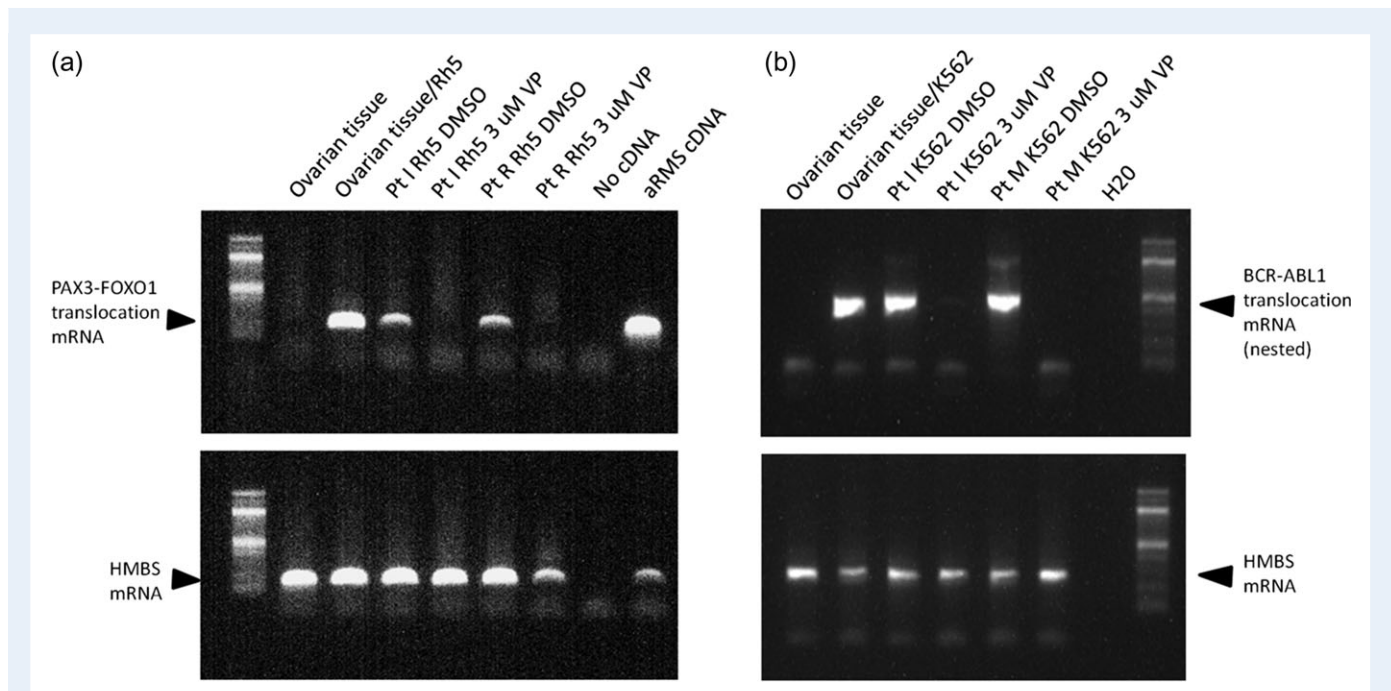 (a)
Ovarian tissue
Ovarian tissue/Rh5
Pt I Rh5 DMSO
Pt I Rh5 3 uM VP
Pt R Rh5 DMSO
Pt R Rh5 3 uM VP
No cDNA
aRMS cDNA
PAX3-FOXO1
translocation
mRNA
HMBS
mRNA
(b)
Ovarian tissue
Ovarian tissue/K562
Pt I K562 DMSO
Pt I K562 3 uM VP
Pt M K562 DMSO
Pt M K562 3 uM VP
H20
BCR-ABL1
translocation
mRNA
(nested)
HMBS
mRNA